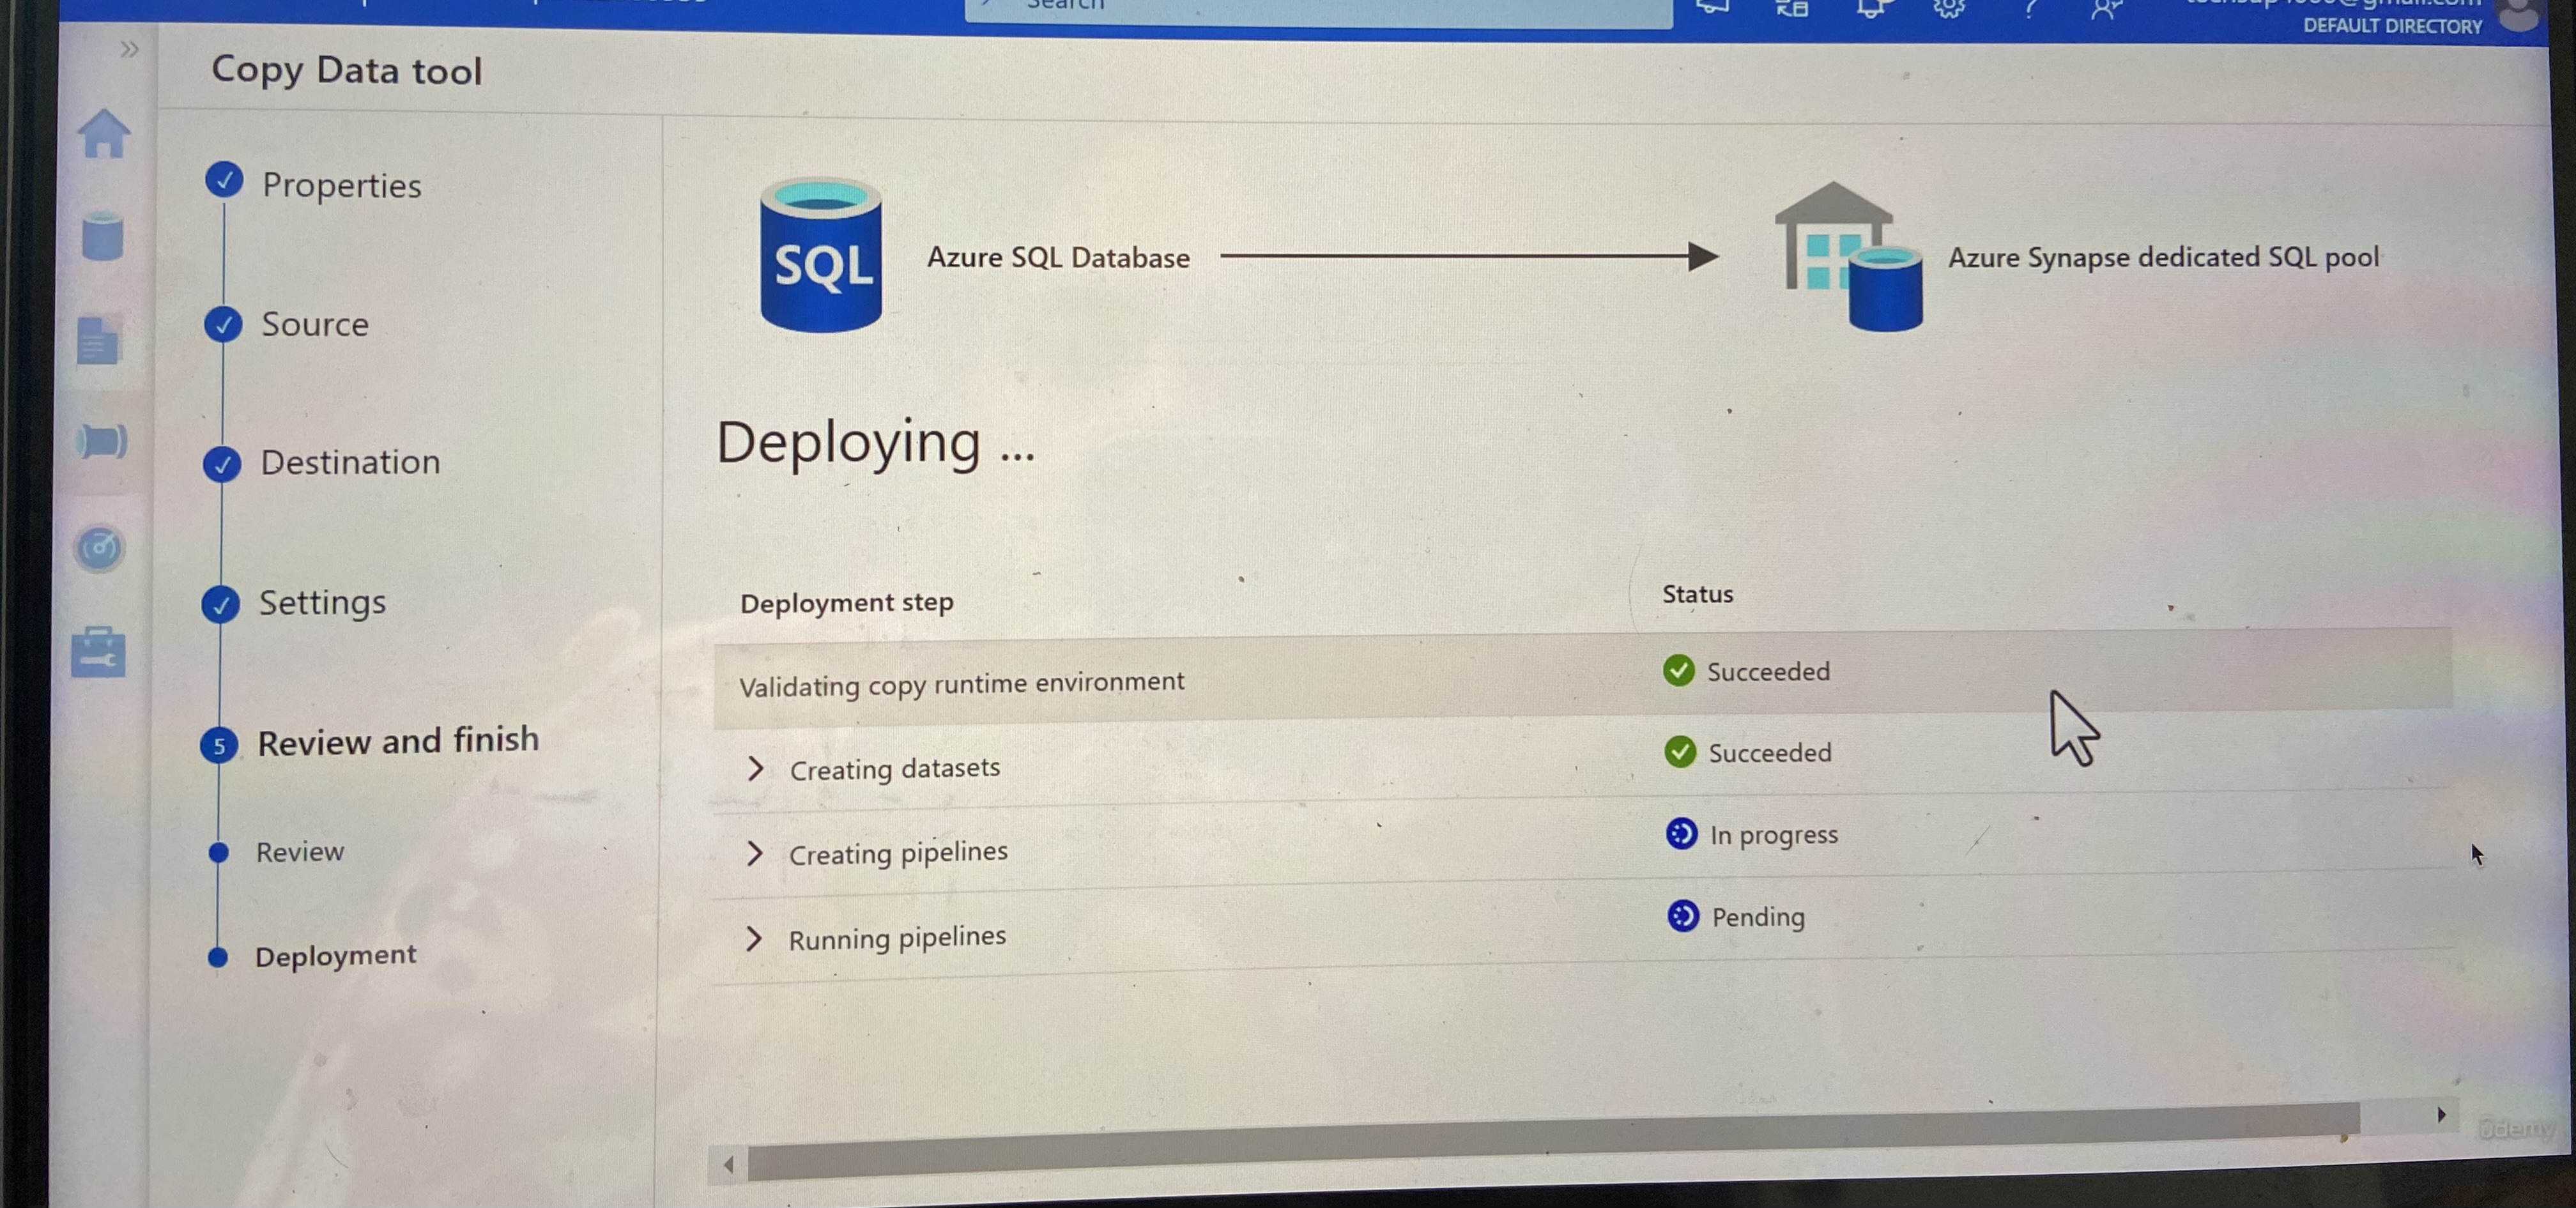 Search
DEFAULT DIRECTORY
Copy Data tool
Properties
Source
Destination
Settings
5 Review and finish
Review
Deployment
SQL
Azure SQL Database
Azure Synapse dedicated SQL pool
Deploying ...
Deployment step Status
Validating copy runtime environment Succeeded
Creating datasets Succeeded
Creating pipelines In progress
Running pipelines Pending
ûdemy